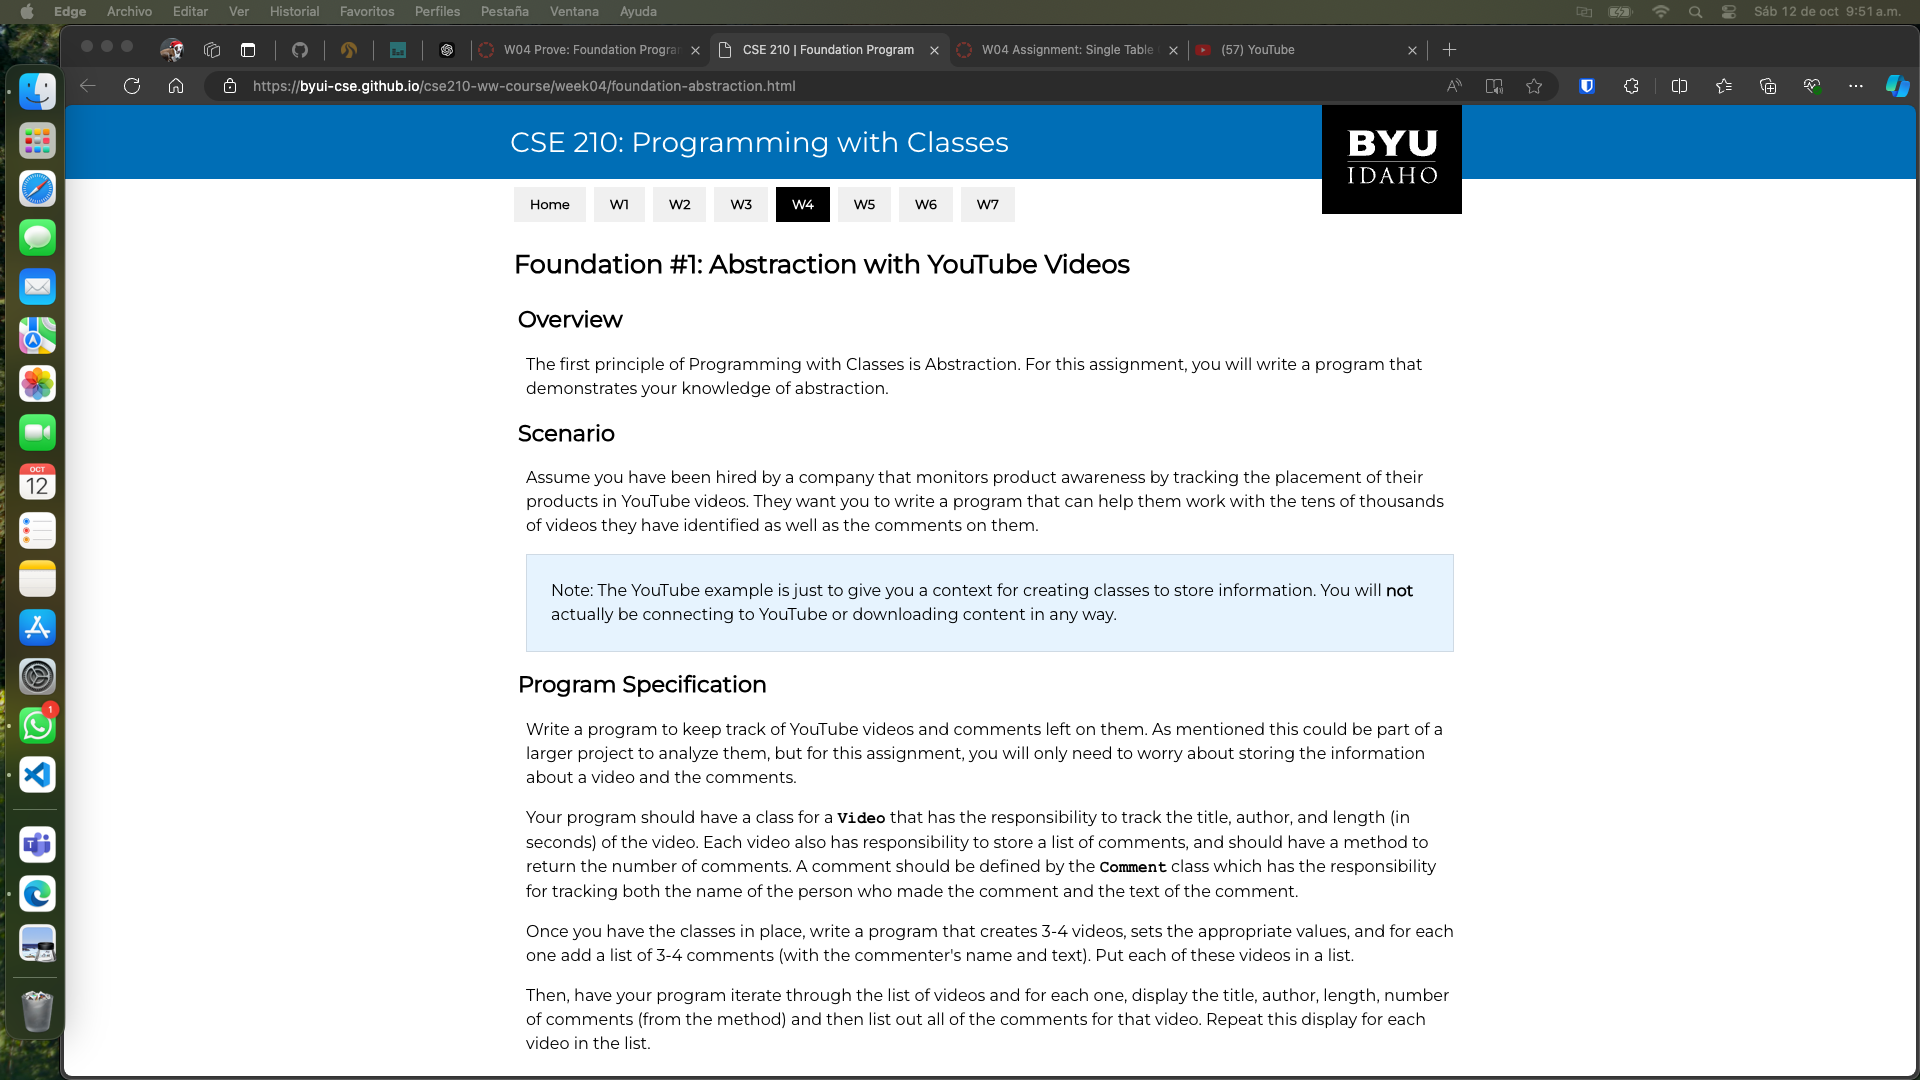 Edge Archivo Editar Ver Historial Favoritos Perfiles Pestaña Ventana Ayuda Sáb 12 de oct 9:51 a.m.
W04 Prove: Foundation Program CSE 210 | Foundation Program W04 Assignment: Single Table (57) YouTube
https://byui-cse.github.io/cse210-ww-course/week04/foundation-abstraction.html
CSE 210: Programming with Classes
BYU
IDAHO
Home W1 W2 W3 W4 W5 W6 W7
Foundation #1: Abstraction with YouTube Videos
Overview
The first principle of Programming with Classes is Abstraction. For this assignment, you will write a program that
demonstrates your knowledge of abstraction.
Scenario
Assume you have been hired by a company that monitors product awareness by tracking the placement of their
products in YouTube videos. They want you to write a program that can help them work with the tens of thousands
of videos they have identified as well as the comments on them.
Note: The YouTube example is just to give you a context for creating classes to store information. You will not
actually be connecting to YouTube or downloading content in any way.
Program Specification
Write a program to keep track of YouTube videos and comments left on them. As mentioned this could be part of a
larger project to analyze them, but for this assignment, you will only need to worry about storing the information
about a video and the comments.
Your program should have a class for a Video that has the responsibility to track the title, author, and length (in
seconds) of the video. Each video also has responsibility to store a list of comments, and should have a method to
return the number of comments. A comment should be defined by the Comment class which has the responsibility
for tracking both the name of the person who made the comment and the text of the comment.
Once you have the classes in place, write a program that creates 3-4 videos, sets the appropriate values, and for each
one add a list of 3-4 comments (with the commenter's name and text). Put each of these videos in a list.
Then, have your program iterate through the list of videos and for each one, display the title, author, length, number
of comments (from the method) and then list out all of the comments for that video. Repeat this display for each
video in the list.
OCT
12
1